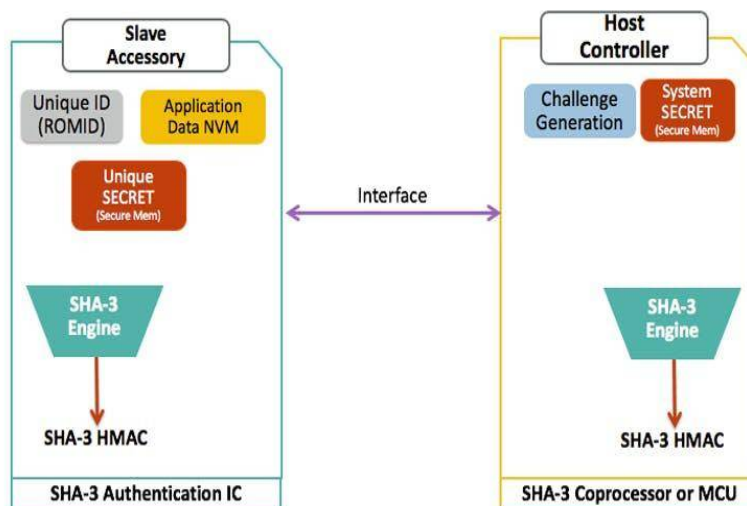 Slave
Accessory
Unique ID
(ROMID)
Application
Data NVM
Unique
SECRET
(Secure Mem)
SHA-3
Engine
SHA-3 HMAC
SHA-3 Authentication IC
Interface
Host
Controller
Challenge
Generation
System
SECRET
(Secure Mem)
SHA-3
Engine
SHA-3 HMAC
SHA-3 Coprocessor or MCU